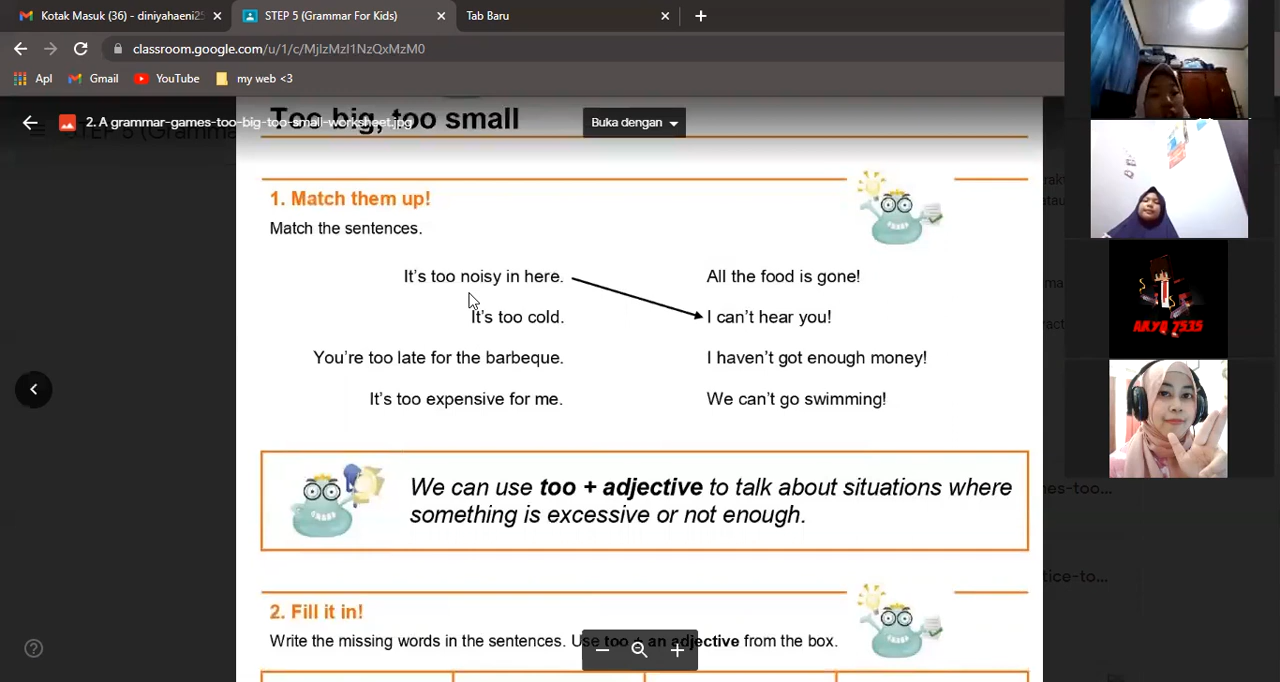 Kotak Masuk (36) - diniyahaeni25
STEP 5 (Grammar For Kids)
Tab Baru
classroom.google.com/u/1/c/MjIzMzI1NzQxMzM0
Apl
Gmail
YouTube
my web <3
Too big, too small
2. A grammar-games-too-big-too-small-worksheet.jpg
Buka dengan
1. Match them up!
Match the sentences.
It's too noisy in here.
All the food is gone!
It's too cold.
I can't hear you!
You're too late for the barbeque.
I haven't got enough money!
It's too expensive for me.
We can't go swimming!
We can use too + adjective to talk about situations where
something is excessive or not enough.
2. Fill it in!
Write the missing words in the sentences. Use too + an adjective from the box.
ARYA 7535